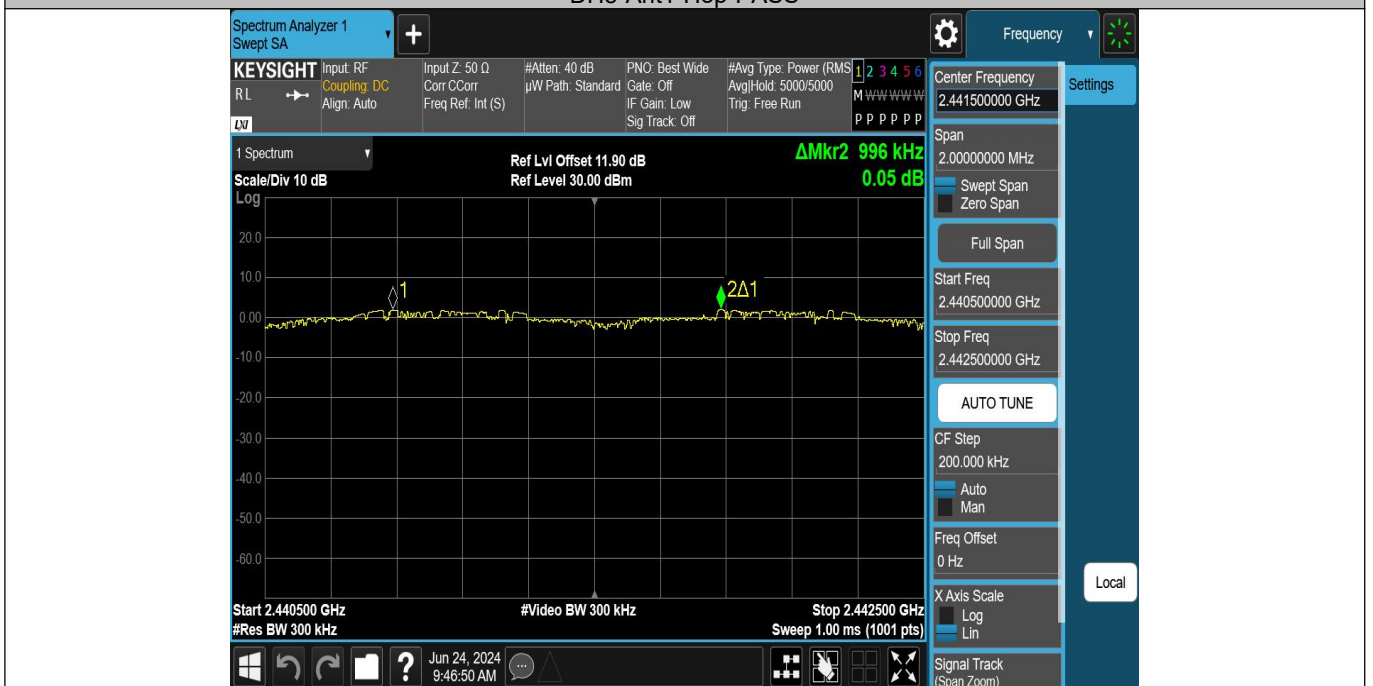 Spectrum Analyzer 1
Swept SA
+
Frequency
KEYSIGHT
RL
LXI
Input: RF
Coupling: DC
Align: Auto
Input Z: 50 Ω
Corr CCorr
Freq Ref: Int (S)
#Atten: 40 dB
µW Path: Standard
PNO: Best Wide
Gate: Off
IF Gain: Low
Sig Track: Off
#Avg Type: Power (RMS
Avg|Hold: 5000/5000
Trig: Free Run
1 2 3 4 5 6
M W W W W W
P P P P P P
1 Spectrum
Scale/Div 10 dB
Log
Ref Lvl Offset 11.90 dB
Ref Level 30.00 dBm
ΔMkr2 996 kHz
0.05 dB
20.0
10.0
0.00
-10.0
-20.0
-30.0
-40.0
-50.0
-60.0
1
2Δ1
Start 2.440500 GHz
#Res BW 300 kHz
#Video BW 300 kHz
Stop 2.442500 GHz
Sweep 1.00 ms (1001 pts)
?
Jun 24, 2024
9:46:50 AM
Center Frequency
2.441500000 GHz
Settings
Span
2.00000000 MHz
Swept Span
Zero Span
Full Span
Start Freq
2.440500000 GHz
Stop Freq
2.442500000 GHz
AUTO TUNE
CF Step
200.000 kHz
Auto
Man
Freq Offset
0 Hz
X Axis Scale
Log
Lin
Local
Signal Track
(Span Zoom)